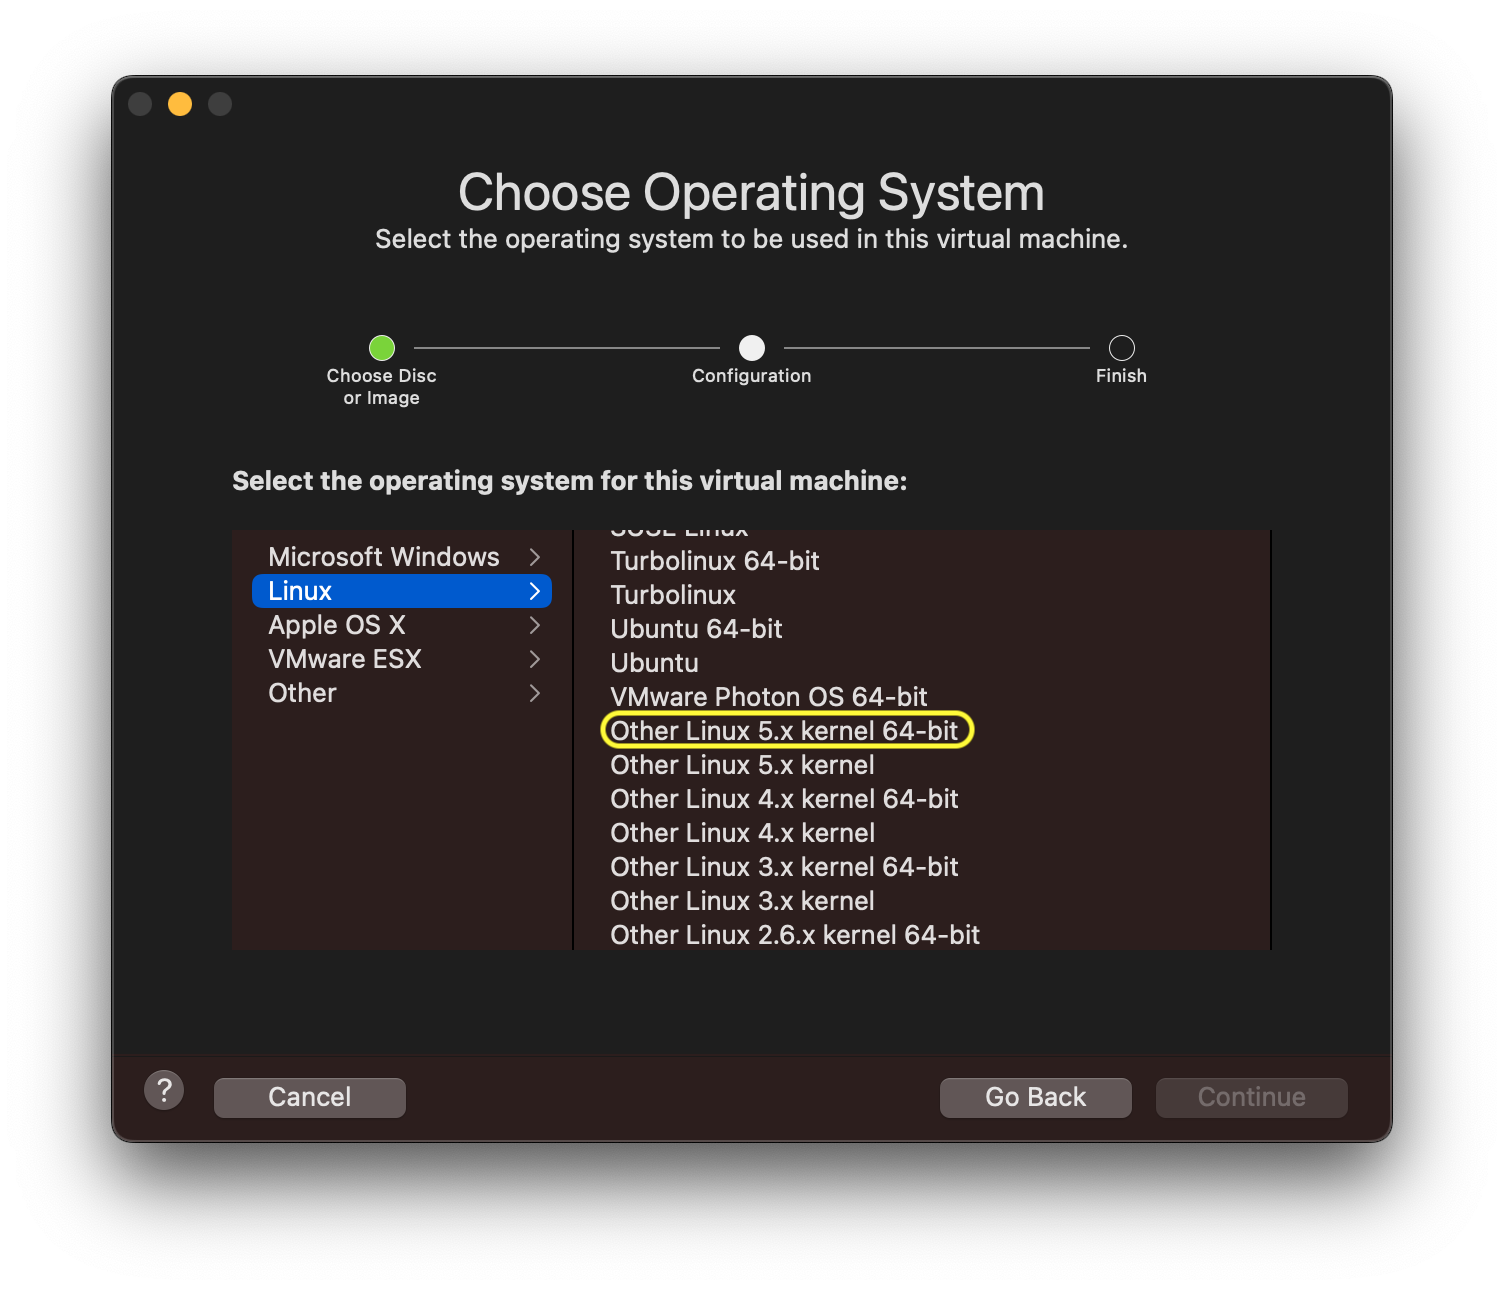 Choose Operating System
Select the operating system to be used in this virtual machine.
Choose Disc
or Image
Configuration
Finish
Select the operating system for this virtual machine:
Microsoft Windows
Linux
Apple OS X
VMware ESX
Other
SUSE Linux
Turbolinux 64-bit
Turbolinux
Ubuntu 64-bit
Ubuntu
VMware Photon OS 64-bit
Other Linux 5.x kernel 64-bit
Other Linux 5.x kernel
Other Linux 4.x kernel 64-bit
Other Linux 4.x kernel
Other Linux 3.x kernel 64-bit
Other Linux 3.x kernel
Other Linux 2.6.x kernel 64-bit
?
Cancel
Go Back
Continue